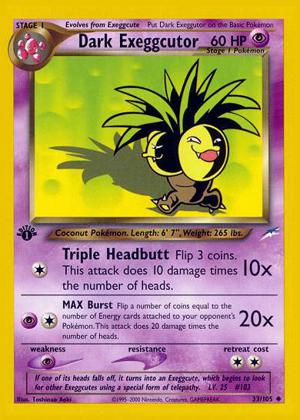 STAGE 1 Evolves from Exeggcute Put Dark Exeggcutor on the Basic Pokémon
Dark Exeggcutor 60 HP
Stage 1 Pokémon
EDITION 1
Coconut Pokémon. Length: 6' 7", Weight: 265 lbs.
Triple Headbutt Flip 3 coins.
This attack does 10 damage times 10x
the number of heads.
MAX Burst Flip a number of coins equal to the
number of Energy cards attached to your opponent's
Pokémon. This attack does 20 damage times the 20x
number of heads.
weakness resistance retreat cost
If one of its heads falls off, it turns into an Exeggcute, which begins to look
for other Exeggcutes using a special form of telepathy. LV. 25 #103
Illus. Toshinao Aoki ©1995-2000 Nintendo, Creatures, GAMEFREAK. 33/105